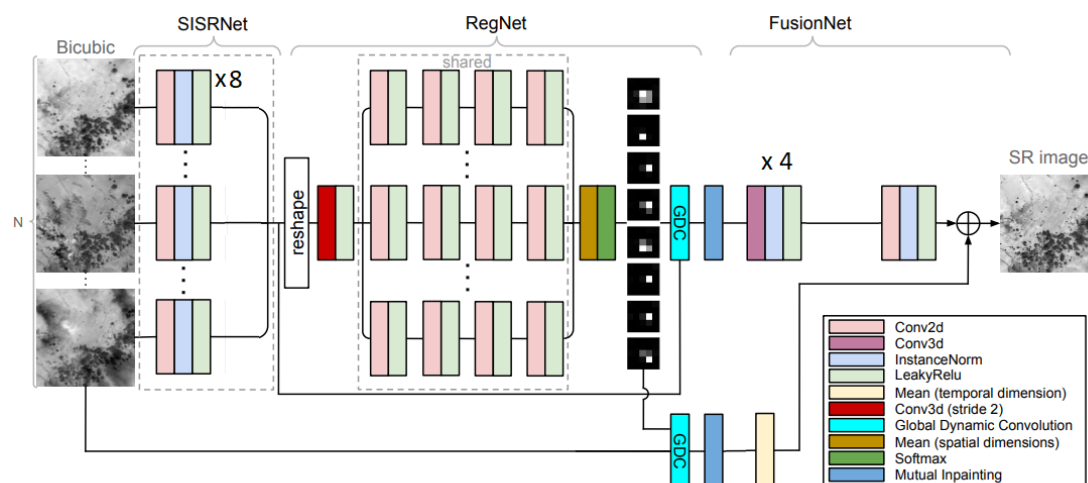 SISRNet
RegNet
FusionNet
Bicubic
shared
x8
x 4
SR image
N
reshape
GDC
GDC
Conv2d
Conv3d
InstanceNorm
LeakyRelu
Mean (temporal dimension)
Conv3d (stride 2)
Global Dynamic Convolution
Mean (spatial dimensions)
Softmax
Mutual Inpainting